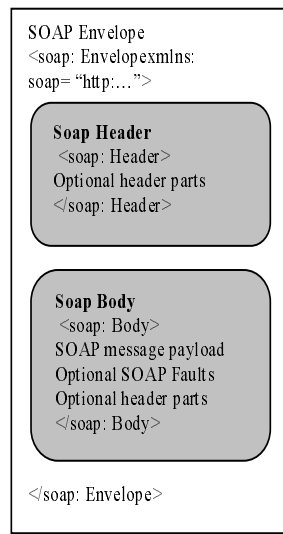 SOAP Envelope
<soap: Envelopexmlns:
soap= “http:…”>
Soap Header
<soap: Header>
Optional header parts
</soap: Header>
Soap Body
<soap: Body>
SOAP message payload
Optional SOAP Faults
Optional header parts
</soap: Body>
</soap: Envelope>